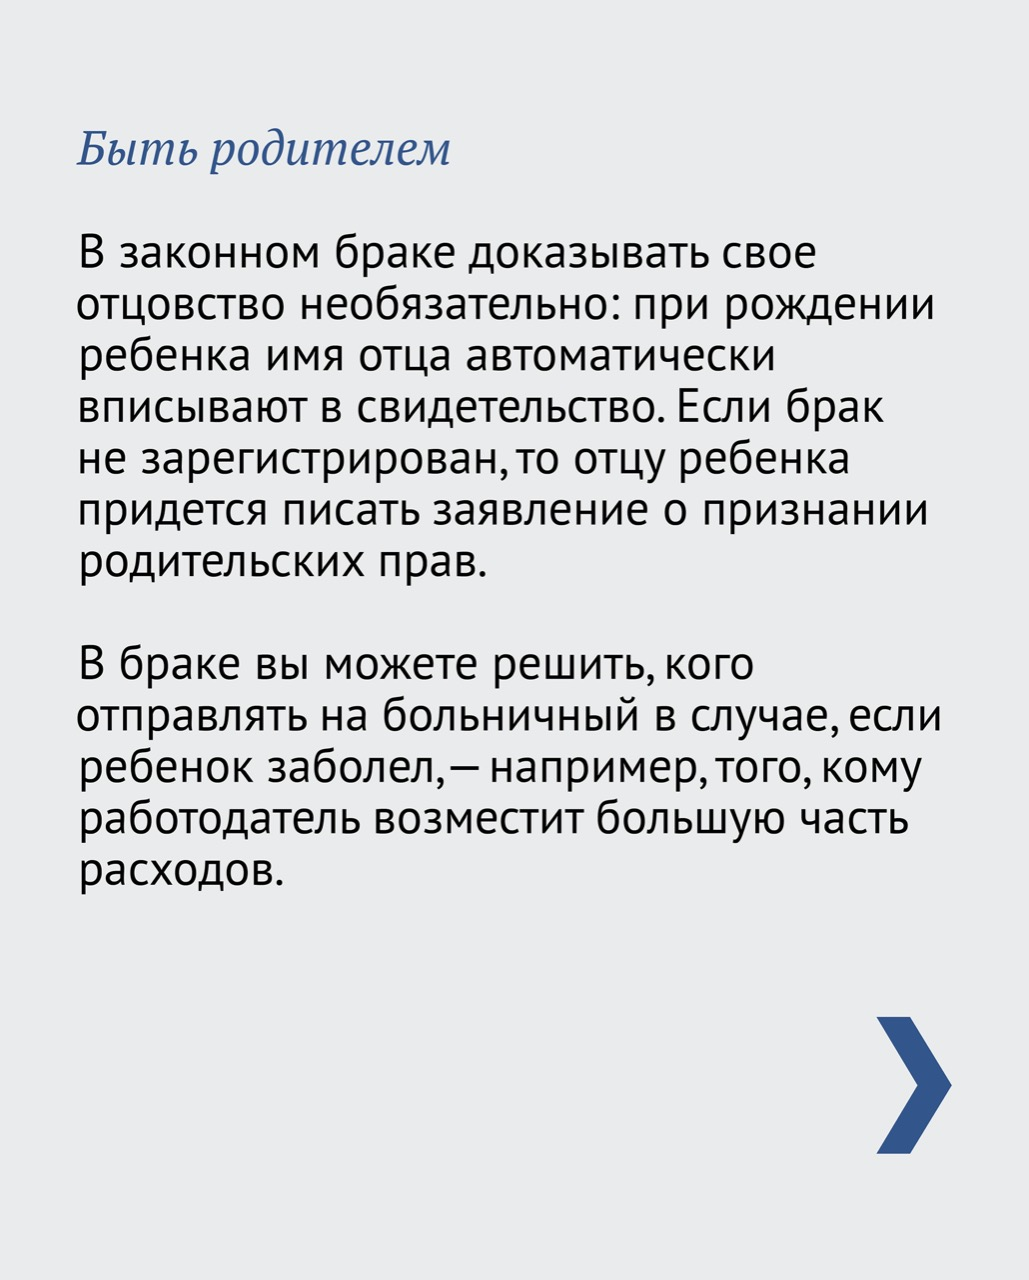 Быть родителем
В законном браке доказывать свое
отцовство необязательно: при рождении
ребенка имя отца автоматически
вписывают в свидетельство. Если брак
не зарегистрирован, то отцу ребенка
придется писать заявление о признании
родительских прав.
В браке вы можете решить, кого
отправлять на больничный в случае, если
ребенок заболел, — например, того, кому
работодатель возместит большую часть
расходов.